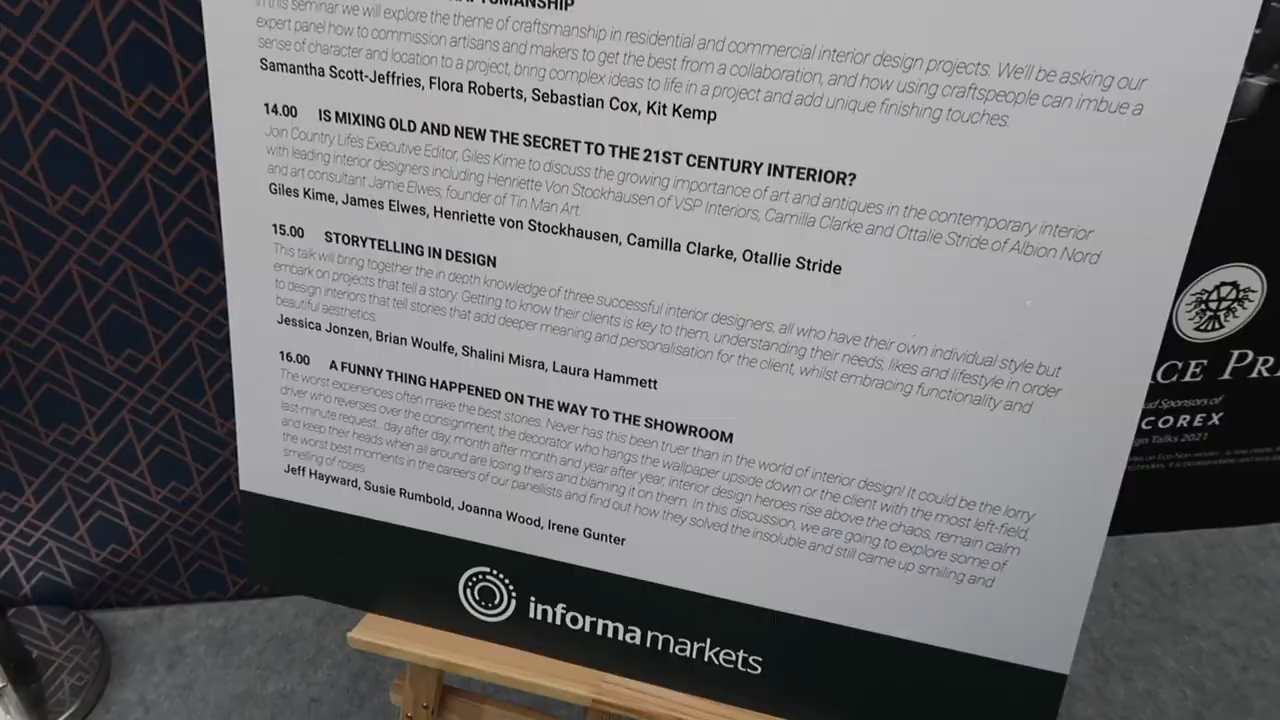 In this seminar we will explore the theme of craftsmanship in residential and commercial interior design projects. We'll be asking our
expert panel how to commission artisans and makers to get the best from a collaboration, and how using craftspeople can imbue a
sense of character and location to a project, bring complex ideas to life in a project and add unique finishing touches.
Samantha Scott-Jeffries, Flora Roberts, Sebastian Cox, Kit Kemp
14.00 IS MIXING OLD AND NEW THE SECRET TO THE 21ST CENTURY INTERIOR?
Join Country Life's Executive Editor, Giles Kime to discuss the growing importance of art and antiques in the contemporary interior
with leading interior designers including Henriette Von Stockhausen of VSP Interiors, Camilla Clarke and Ottalie Stride of Albion Nord
and art consultant Jamie Elwes, founder of Tin Man Art.
Giles Kime, James Elwes, Henriette von Stockhausen, Camilla Clarke, Otallie Stride
15.00 STORYTELLING IN DESIGN
This talk will bring together the in depth knowledge of three successful interior designers, all who have their own individual style but
embark on projects that tell a story. Getting to know their clients is key to them, understanding their needs, likes and lifestyle in order
to design interiors that tell stories that add deeper meaning and personalisation for the client, whilst embracing functionality and
beautiful aesthetics.
Jessica Jonzen, Brian Woulfe, Shalini Misra, Laura Hammett
16.00 A FUNNY THING HAPPENED ON THE WAY TO THE SHOWROOM
The worst experiences often make the best stories. Never has this been truer than in the world of interior design! It could be the lorry
driver who reverses over the consignment, the decorator who hangs the wallpaper upside down or the client with the most left-field,
last-minute request... day after day, month after month and year after year, interior design heroes rise above the chaos, remain calm
and keep their heads when all around are losing theirs and blaming it on them. In this discussion, we are going to explore some of
the worst best moments in the careers of our panellists and find out how they solved the insoluble and still came up smiling and
smelling of roses
Jeff Hayward, Susie Rumbold, Joanna Wood, Irene Gunter
informa markets
Sponsors of
COREX
Talks 2021